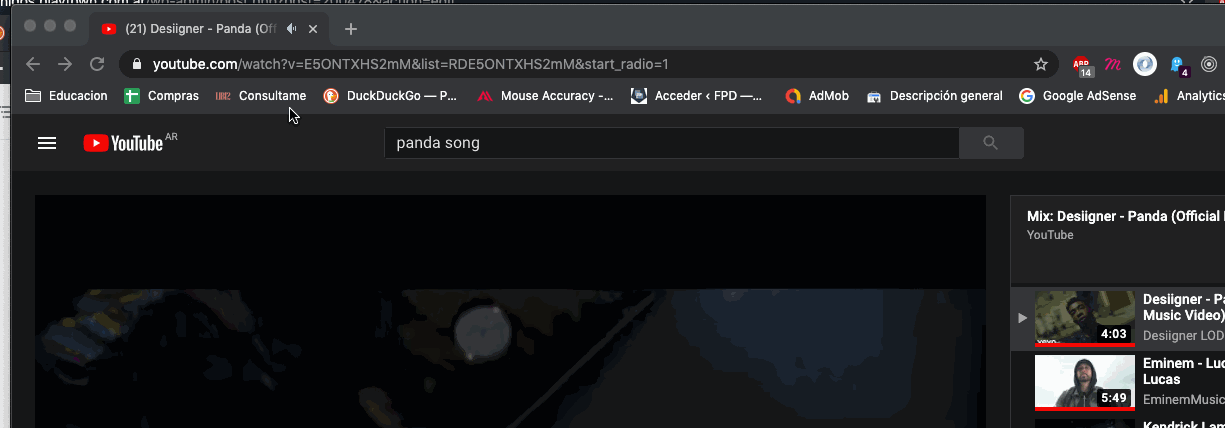 (21) Desiigner - Panda (Off
youtube.com/watch?v=E5ONTXHS2mM&list=RDE5ONTXHS2mM&start_radio=1
ABP
14
4
Educacion
Compras
Consultame
DuckDuckGo — P...
Mouse Accuracy -...
Acceder ‹ FPD —...
AdMob
Descripción general
Google AdSense
Analytics
YouTube AR
panda song
Mix: Desiigner - Panda (Official
YouTube
Desiigner - Pa
Music Video)
Desiigner LOD
4:03
vevo
Eminem - Luc
Lucas
EminemMusic
5:49
Kendrick Lam